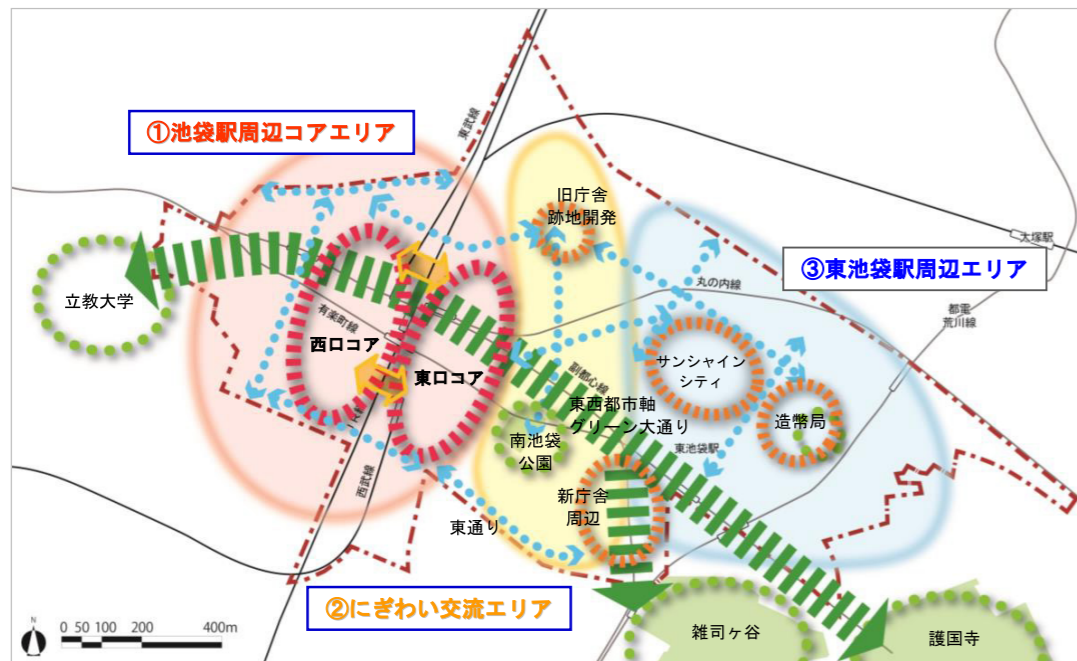 ①池袋駅周辺コアエリア
東武線
旧庁舎
跡地開発
大塚駅
③東池袋駅周辺エリア
丸の内線
都電
荒川線
立教大学
有楽町線
西口コア
東口コア
サンシャイン
シティ
副都心線
東西都市軸
グリーン大通り
造幣局
南池袋
公園
東池袋駅
西武線
新庁舎
周辺
東通り
②にぎわい交流エリア
雑司ヶ谷
護国寺
N
0 50 100 200 400m